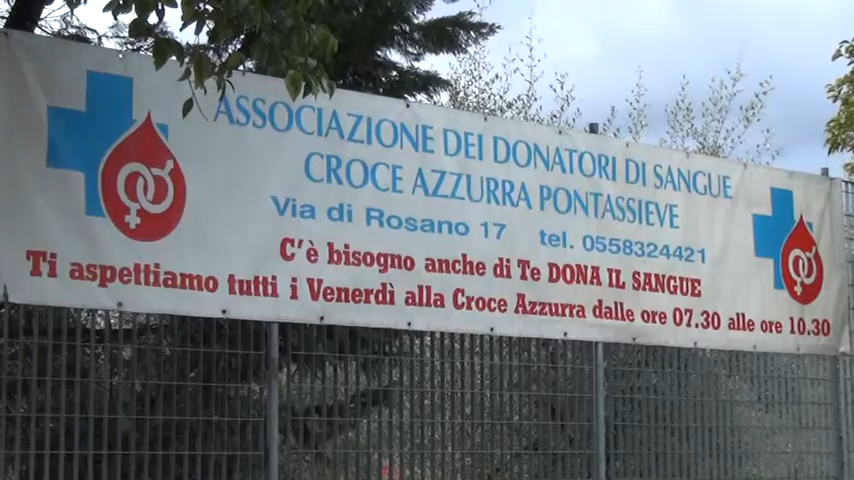 ASSOCIAZIONE DEI DONATORI DI SANGUE
CROCE AZZURRA PONTASSIEVE
Via di Rosano 17 tel. 0558324421
C'è bisogno anche di Te DONA IL SANGUE
Ti aspettiamo tutti i Venerdì alla Croce Azzurra dalle ore 07.30 alle ore 10.30